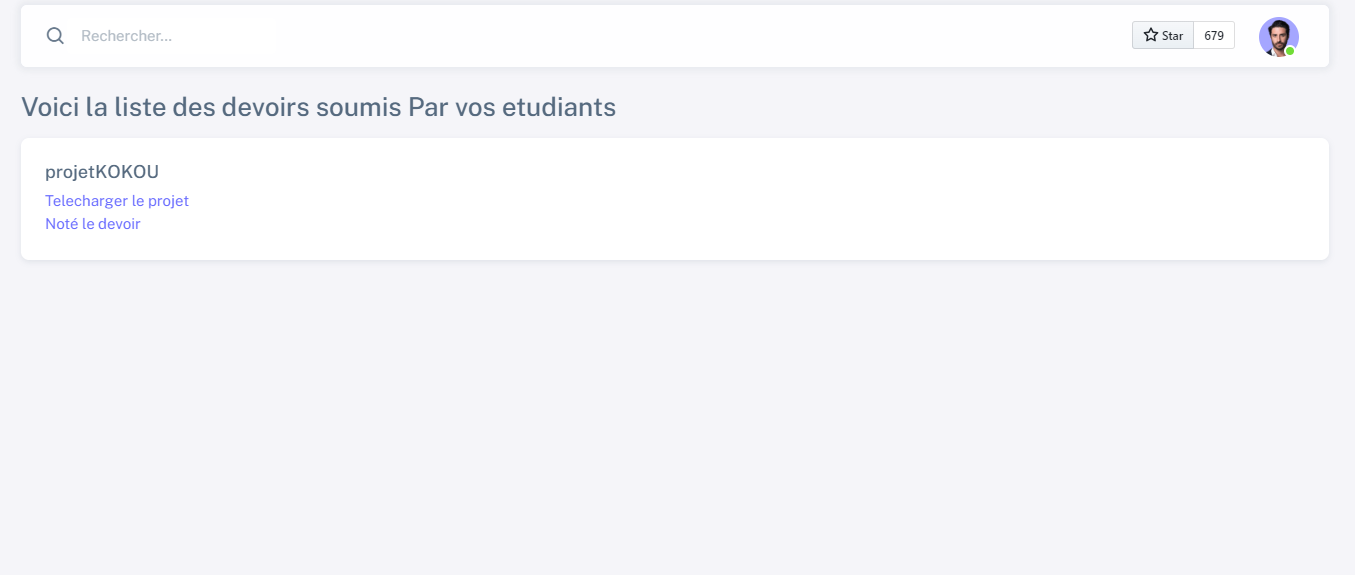 Rechercher...
Star 679
Voici la liste des devoirs soumis Par vos etudiants
projetKOKOU
Telecharger le projet
Noté le devoir